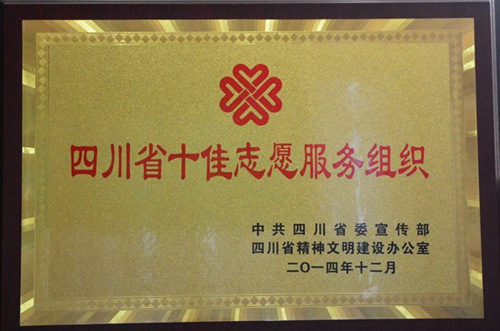 四川省十佳志愿服务组织
中共四川省委宣传部
四川省精神文明建设办公室
二〇一四年十二月